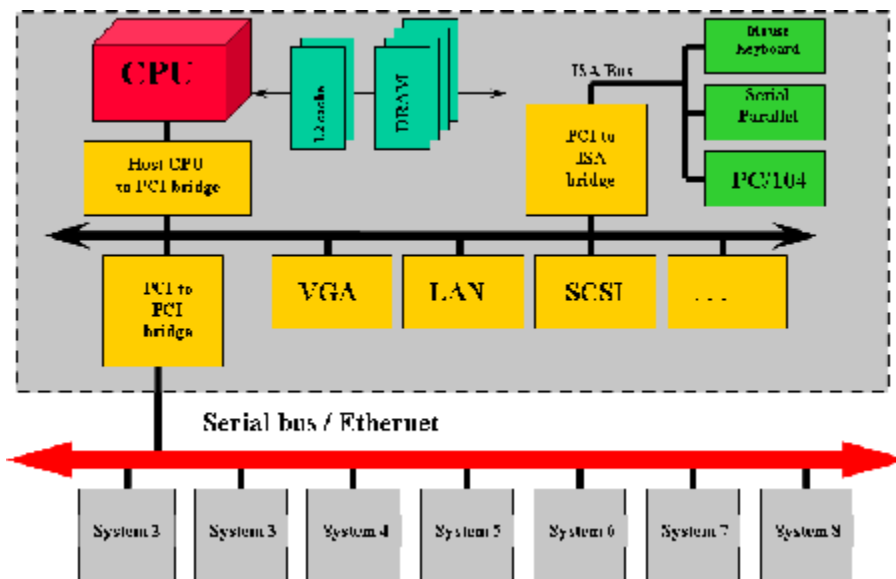 CPU
L2 cache
DRAM
ISA Bus
Mouse
Keyboard
Serial
Parallel
PC/104
Host CPU
to PCI bridge
PCI to
ISA
bridge
PCI to
PCI
bridge
VGA
LAN
SCSI
. . .
Serial bus / Ethernet
System 2
System 3
System 4
System 5
System 6
System 7
System 8